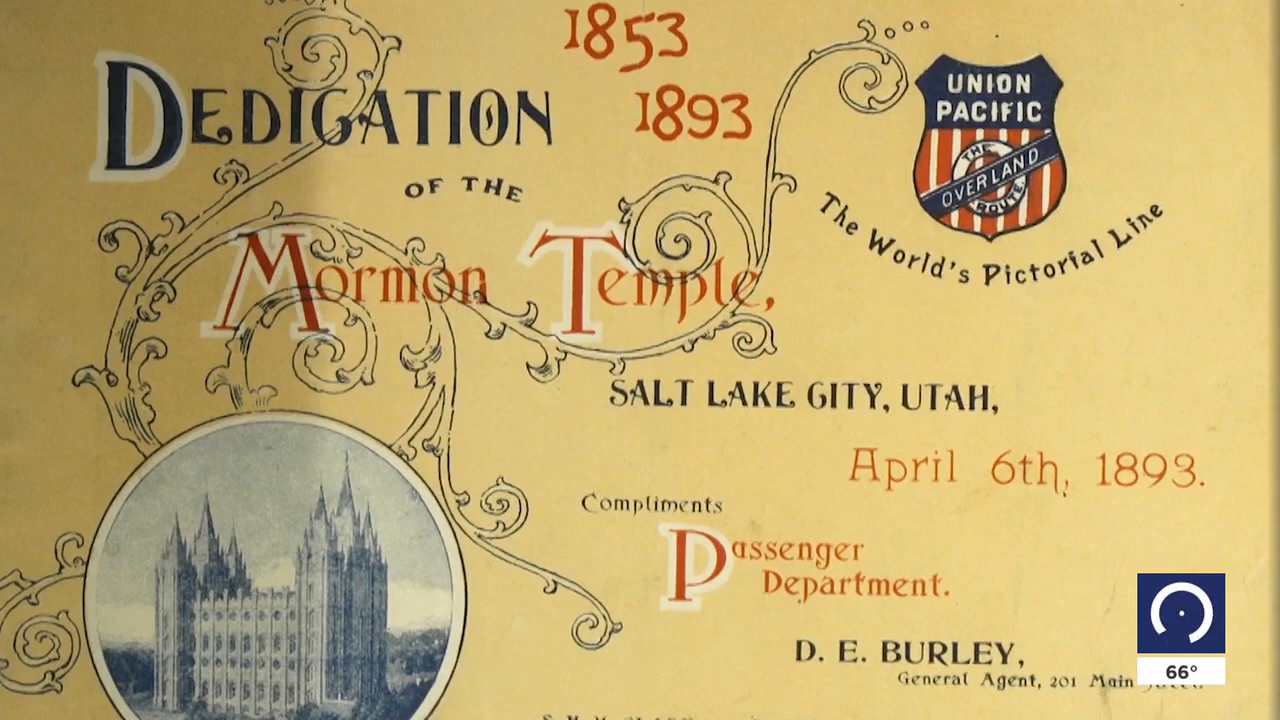 1853
DEDICATION
1893
OF THE
Mormon Temple,
UNION
PACIFIC
THE
OVERLAND
ROUTE
The World's Pictorial Line
SALT LAKE CITY, UTAH,
April 6th, 1893.
Compliments
Passenger
Department.
D. E. BURLEY,
General Agent, 201 Main
66°